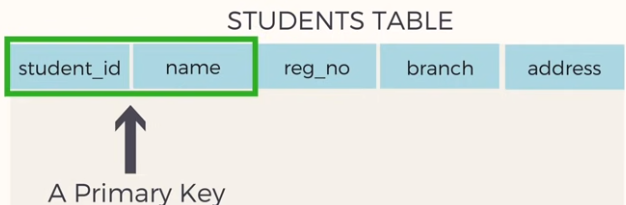 STUDENTS TABLE
student_id name reg_no branch address
A Primary Key